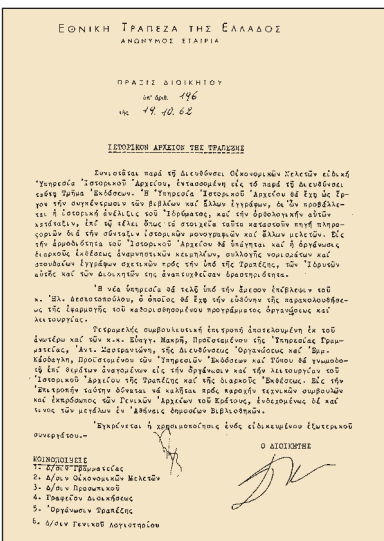 ΕΘΝΙΚΗ ΤΡΑΠΕΖΑ ΤΗΣ ΕΛΛΑΔΟΣ
ΑΝΩΝΥΜΟΣ ΕΤΑΙΡΙΑ
ΠΡΑΞΙΣ ΔΙΟΙΚΗΤΟΥ
ὑπ' ἀριθ. 196
τῆς 19.10.62
ΙΣΤΟΡΙΚΟΝ ΑΡΧΕΙΟΝ ΤΗΣ ΤΡΑΠΕΖΗΣ
Συνιστᾶται παρά τῇ Διευθύνσει Οἰκονομικῶν Μελετῶν εἰδική
Ὑπηρεσία Ἱστορικοῦ Ἀρχείου, ἐντασσομένη εἰς τό παρά τῇ Διευθύνσει
ταύτῃ Τμῆμα Ἐκδόσεων. Ἡ Ὑπηρεσία Ἱστορικοῦ Ἀρχείου θά ἔχῃ ὡς ἔρ-
γον τήν συγκέντρωσιν τῶν βιβλίων καί ἄλλων ἐγγράφων, δι' ὧν προβάλλε-
ται ἡ ἱστορική ἀνέλιξις τοῦ Ἱδρύματος, καί τήν ὀρθολογικήν αὐτῶν
κατάταξιν, ἐπί τῷ τέλει ὅπως τά στοιχεῖα ταῦτα καταστοῦν πηγή πληρο-
φοριῶν διά τήν σύνταξιν ἱστορικῶν μονογραφιῶν καί ἄλλων μελετῶν. Εἰς
τήν ἁρμοδιότητα τοῦ Ἱστορικοῦ Ἀρχείου θά ὑπάγεται καί ἡ ὀργάνωσις
διαρκοῦς ἐκθέσεως ἀναμνηστικῶν κειμηλίων, συλλογῆς νομισμάτων καί
σπουδαίων ἐγγράφων σχετικῶν πρός τήν ὑπό τῆς Τραπέζης, τῶν Ἱδρυτῶν
αὐτῆς καί τῶν Διοικητῶν της ἀναπτυχθεῖσαν δραστηριότητα.
Ἡ νέα ὑπηρεσία θά τελῇ ὑπό τήν ἄμεσον ἐπίβλεψιν τοῦ
κ. Ἠλ. Δεσποτοπούλου, ὁ ὁποῖος θά ἔχῃ τήν εὐθύνην τῆς παρακολουθήσε-
ως τῆς ἐφαρμογῆς τοῦ καθορισθησομένου προγράμματος ὀργανώσεως καί
λειτουργίας.
Τετραμελής συμβουλευτική ἐπιτροπή ἀποτελουμένη ἐκ τοῦ
ἀνωτέρω καί τῶν κ.κ. Εὐαγγ. Μακρῆ, Προϊσταμένου τῆς Ὑπηρεσίας Γραμ-
ματείας, Ἀντ. Μαστραντώνη, τῆς Διευθύνσεως Ὀργανώσεως καί Ἐρμ.
Κάσδαγλη, Προϊσταμένου τῶν Ὑπηρεσιῶν Ἐκδόσεων καί Τύπου θά γνωμοδο-
τῇ ἐπί θεμάτων ἀναγομένων εἰς τήν ὀργάνωσιν καί τήν λειτουργίαν τοῦ
Ἱστορικοῦ Ἀρχείου τῆς Τραπέζης καί τῆς διαρκοῦς Ἐκθέσεως. Εἰς τήν
Ἐπιτροπήν ταύτην δύναται νά καλῆται πρός παροχήν τεχνικῶν συμβουλῶν
καί ἐκπρόσωπος τῶν Γενικῶν Ἀρχείων τοῦ Κράτους, ἐνδεχομένως δέ καί
τινος τῶν μεγάλων ἐν Ἀθήναις δημοσίων Βιβλιοθηκῶν.
Ἐγκρίνεται ἡ χρησιμοποίησις ἑνός εἰδικευμένου ἐξωτερικοῦ
συνεργάτου.-
Ο ΔΙΟΙΚΗΤΗΣ
ΚΟΙΝΟΠΟΙΗΣΙΣ
1. Δ/σιν Γραμματείας
2. Δ/σιν Οἰκονομικῶν Μελετῶν
3. Δ/σιν Προσωπικοῦ
4. Γραφεῖον Διοικήσεως
5. Ὀργάνωσιν Τραπέζης
6. Δ/σιν Γενικοῦ Λογιστηρίου